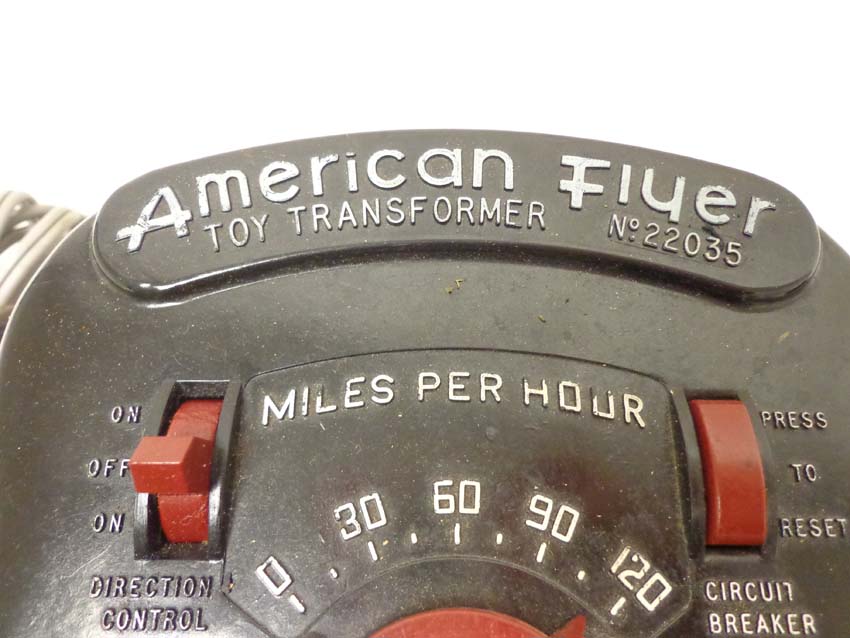 American Flyer
TOY TRANSFORMER Nº 22035
MILES PER HOUR
ON
OFF
ON
DIRECTION
CONTROL
0 30 60 90 120
PRESS
TO
RESET
CIRCUIT
BREAKER